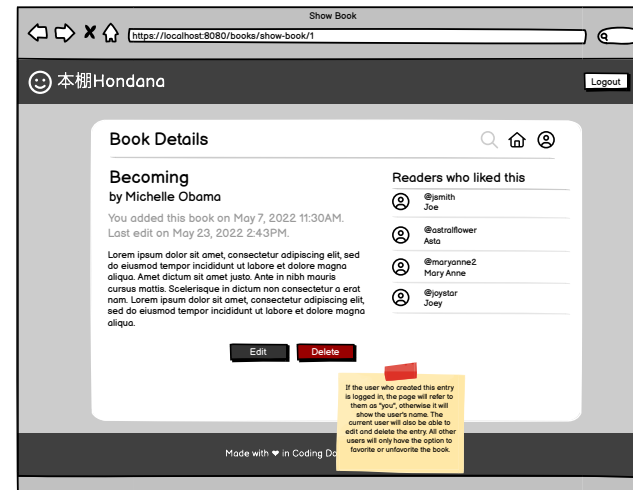 Show Book
https://localhost:8080/books/show-book/1
本棚Hondana
Logout
Book Details
Becoming
by Michelle Obama
You added this book on May 7, 2022 11:30AM.
Last edit on May 23, 2022 2:43PM.
Lorem ipsum dolor sit amet, consectetur adipiscing elit, sed
do eiusmod tempor incididunt ut labore et dolore magna
aliqua. Amet dictum sit amet justo. Ante in nibh mauris
cursus mattis. Scelerisque in dictum non consectetur a erat
nam. Lorem ipsum dolor sit amet, consectetur adipiscing elit,
sed do eiusmod tempor incididunt ut labore et dolore magna
aliqua.
Edit
Delete
Readers who liked this
@jsmith
Joe
@astralflower
Asta
@maryanne2
Mary Anne
@joystar
Joey
If the user who created this entry
is logged in, the page will refer to
them as "you", otherwise it will
show the user's name. The
current user will also be able to
edit and delete the entry. All other
users will only have the option to
favorite or unfavorite the book.
Made with ❤ in Coding Do